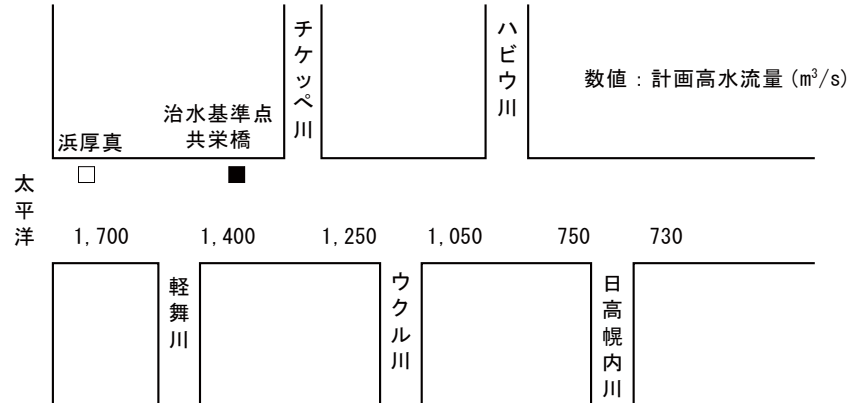 チケッペ川
ハビウ川
数値：計画高水流量 (m³/s)
治水基準点
共栄橋
浜厚真
太平洋
1,700
1,400
1,250
1,050
750
730
軽舞川
ウクル川
日高幌内川